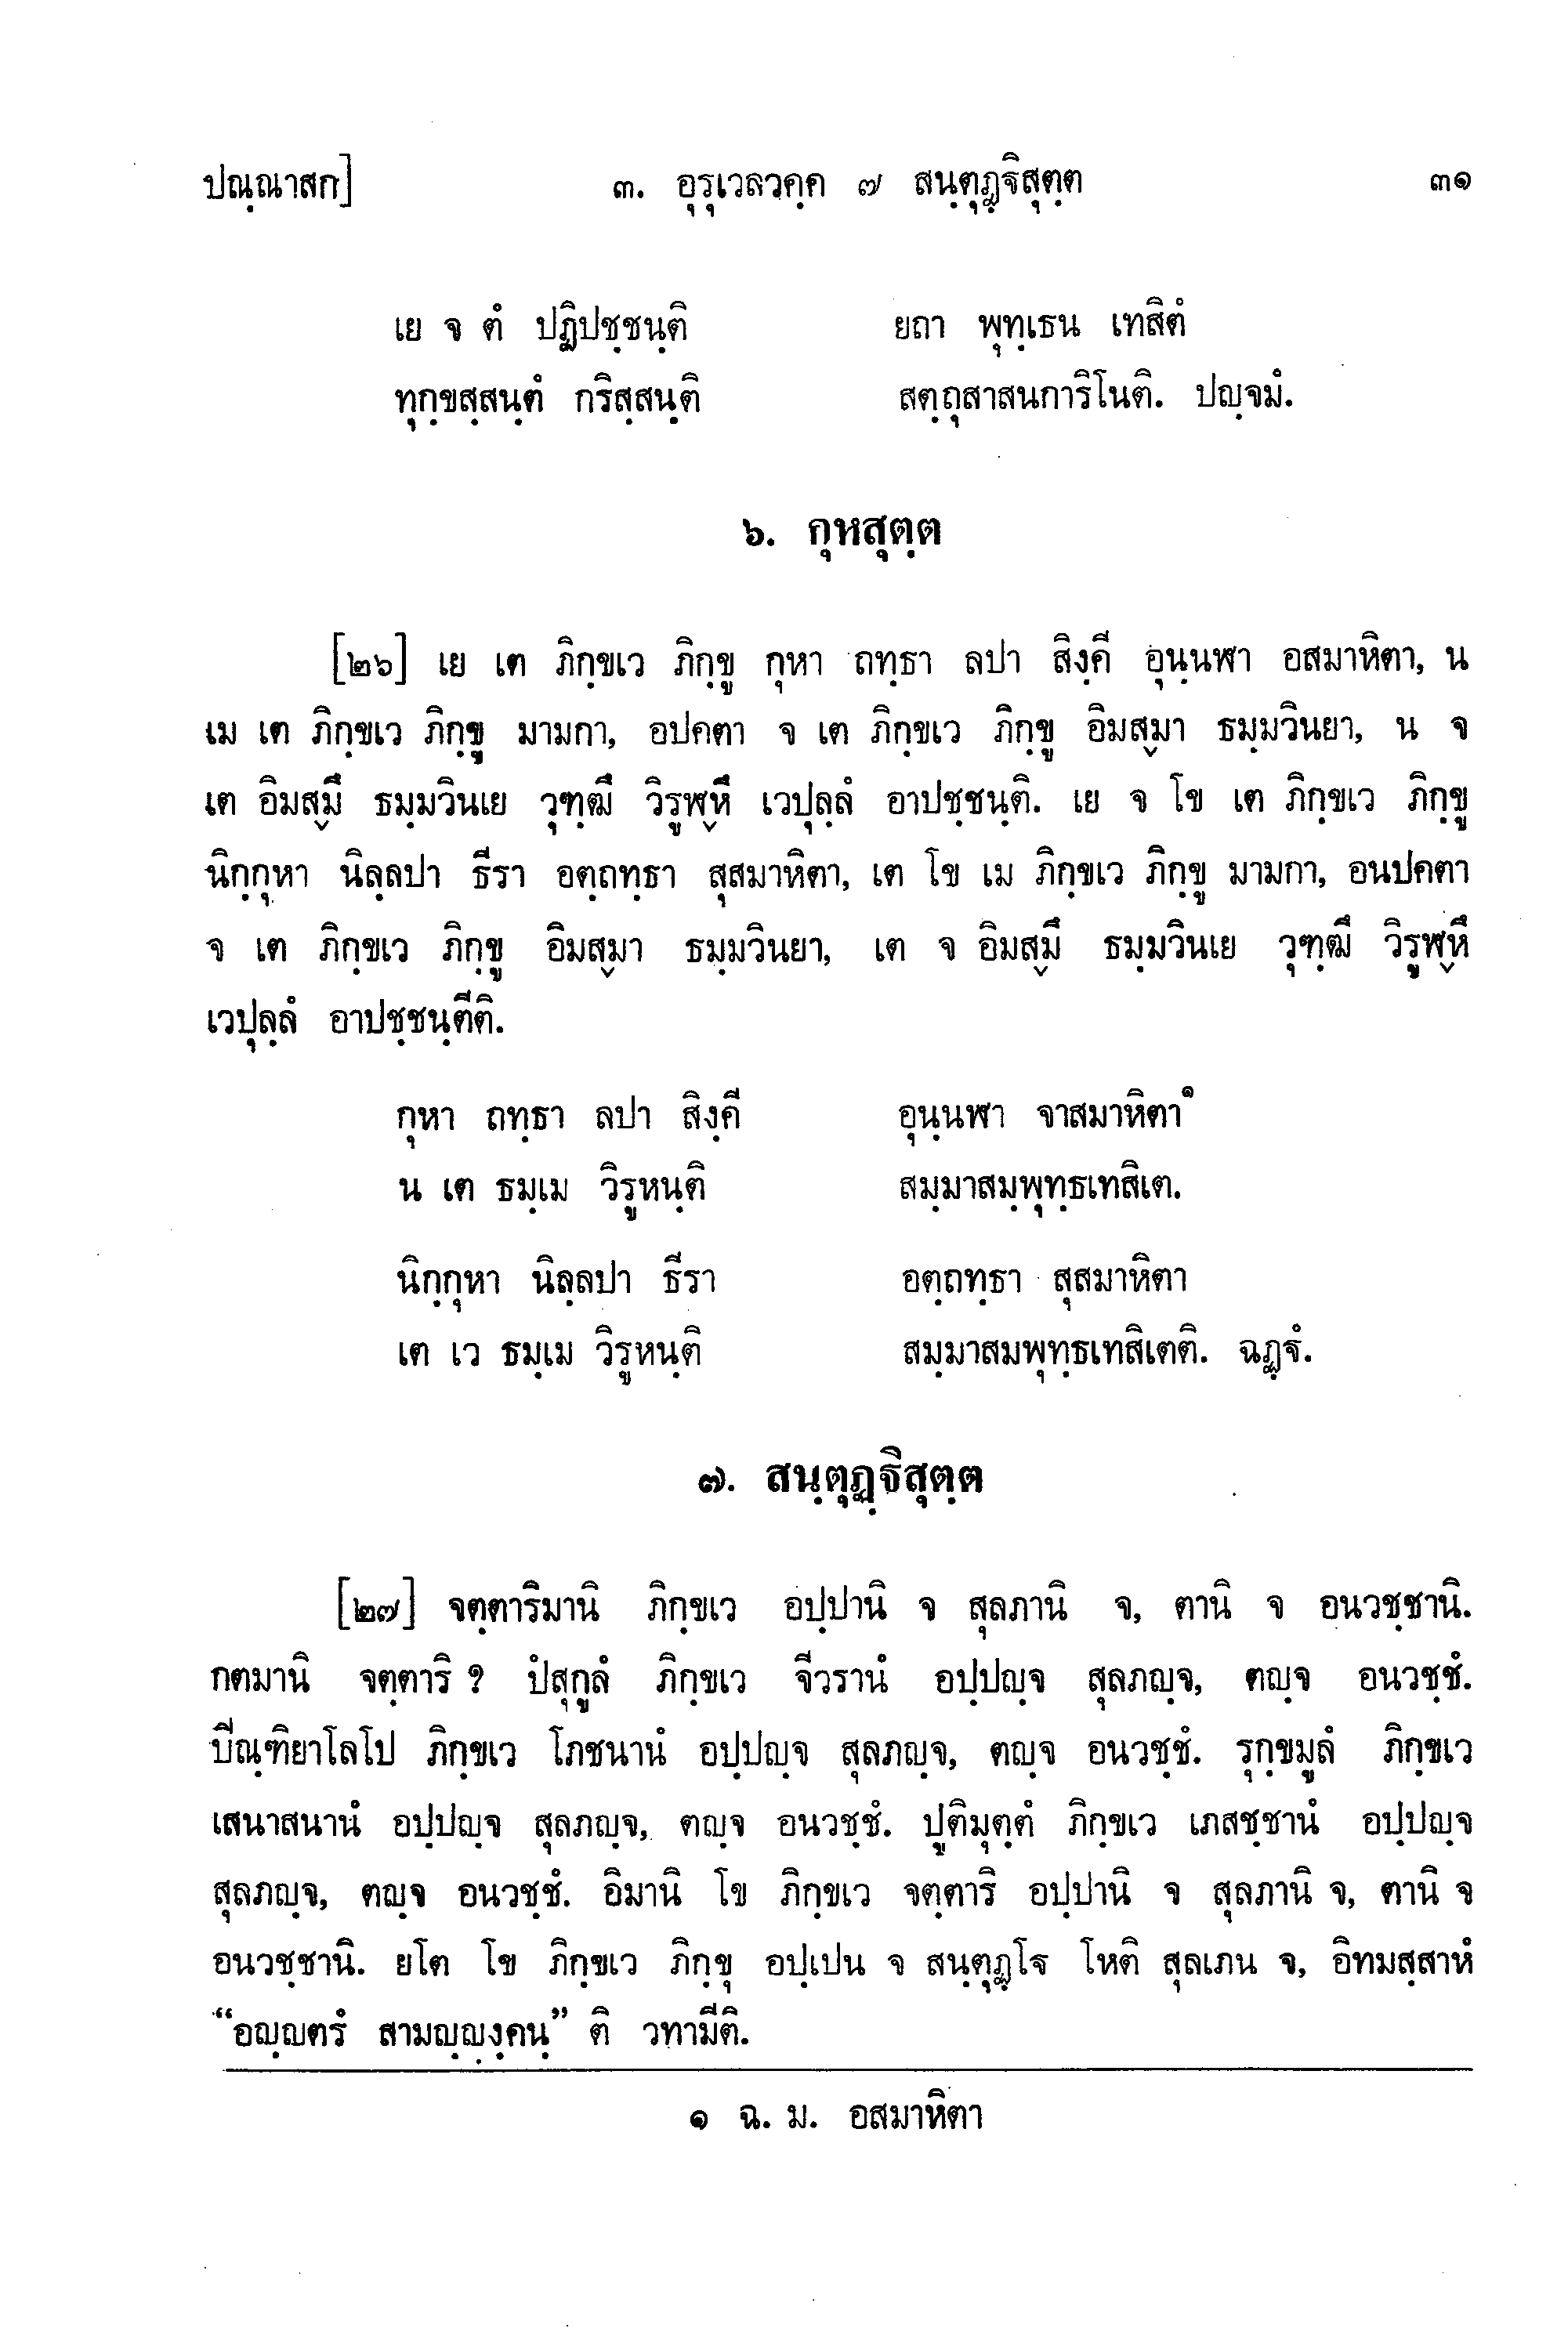 ปณฺณาสก] ๓. อุรุเวลวคฺค ๗ สนฺตุฏฺฐิสุตฺต ๓๑
เย จ ตํ ปฏิปชฺชนฺติ ยถา พุทฺเธน เทสิตํ
ทุกฺขสฺสนฺตํ กริสฺสนฺติ สตฺถุสาสนการิโนติ. ปญฺจมํ.
๖. กุหสุตฺต
[๒๖] เย เต ภิกฺขเว ภิกฺขู กุหา ถทฺธา ลปา สิงฺคี อุนฺนฬา อสมาหิตา, น
เม เต ภิกฺขเว ภิกฺขู มามกา, อปคตา จ เต ภิกฺขเว ภิกฺขู อิมสฺมา ธมฺมวินยา, น จ
เต อิมสฺมึ ธมฺมวินเย วุฑฺฒึ วิรูฬฺหึ เวปุลฺลํ อาปชฺชนฺติ. เย จ โข เต ภิกฺขเว ภิกฺขู
นิกฺกุหา นิลฺลปา ธีรา อตฺถทฺธา สุสมาหิตา, เต โข เม ภิกฺขเว ภิกฺขู มามกา, อนปคตา
จ เต ภิกฺขเว ภิกฺขู อิมสฺมา ธมฺมวินยา, เต จ อิมสฺมึ ธมฺมวินเย วุฑฺฒึ วิรูฬฺหึ
เวปุลฺลํ อาปชฺชนฺตีติ.
กุหา ถทฺธา ลปา สิงฺคี อุนฺนฬา จาสมาหิตา๑
น เต ธมฺเม วิรูหนฺติ สมฺมาสมฺพุทฺธเทสิเต.
นิกฺกุหา นิลฺลปา ธีรา อตฺถทฺธา สุสมาหิตา
เต เว ธมฺเม วิรูหนฺติ สมฺมาสมพุทฺธเทสิเตติ. ฉฏฺฐํ.
๗. สนฺตุฏฺฐิสุตฺต
[๒๗] จตฺตาริมานิ ภิกฺขเว อปฺปานิ จ สุลภานิ จ, ตานิ จ อนวชฺชานิ.
กตมานิ จตฺตาริ ? ปํสุกูลํ ภิกฺขเว จีวรานํ อปฺปญฺจ สุลภญฺจ, ตญฺจ อนวชฺชํ.
ปิณฺฑิยาโลโป ภิกฺขเว โภชนานํ อปฺปญฺจ สุลภญฺจ, ตญฺจ อนวชฺชํ. รุกฺขมูลํ ภิกฺขเว
เสนาสนานํ อปฺปญฺจ สุลภญฺจ, ตญฺจ อนวชฺชํ. ปูติมุตฺตํ ภิกฺขเว เภสชฺชานํ อปฺปญฺจ
สุลภญฺจ, ตญฺจ อนวชฺชํ. อิมานิ โข ภิกฺขเว จตฺตาริ อปฺปานิ จ สุลภานิ จ, ตานิ จ
อนวชฺชานิ. ยโต โข ภิกฺขเว ภิกฺขุ อปฺเปน จ สนฺตุฏฺโฐ โหติ สุลเภน จ, อิทมสฺสาหํ
“อญฺญตรํ สามญฺญงฺคนฺ” ติ วทามีติ.
๑ ฉ. ม. อสมาหิตา